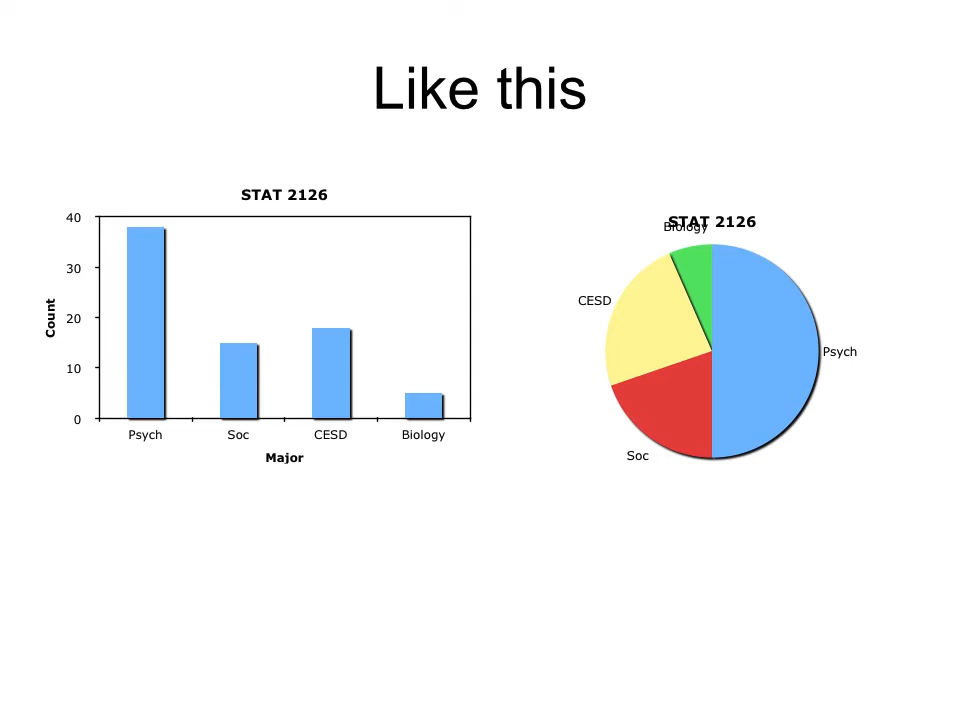 Like this
STAT 2126
40
30
20
10
0
Count
Psych Soc CESD Biology
Major
STAT 2126
Biology
CESD
Psych
Soc